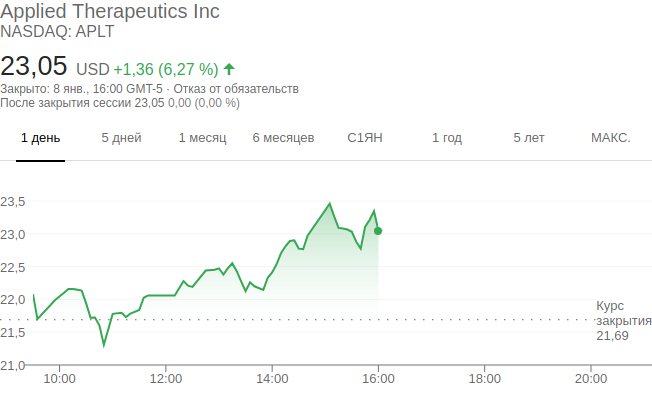 Applied Therapeutics Inc
NASDAQ: APLT
23,05 USD +1,36 (6,27 %)
Закрыто: 8 янв., 16:00 GMT-5 · Отказ от обязательств
После закрытия сессии 23,05 0,00 (0,00 %)
1 день 5 дней 1 месяц 6 месяцев С1ЯН 1 год 5 лет МАКС.
23,5
23,0
22,5
22,0
21,5
21,0
Курс
закрытия
21,69
10:00 12:00 14:00 16:00 18:00 20:00